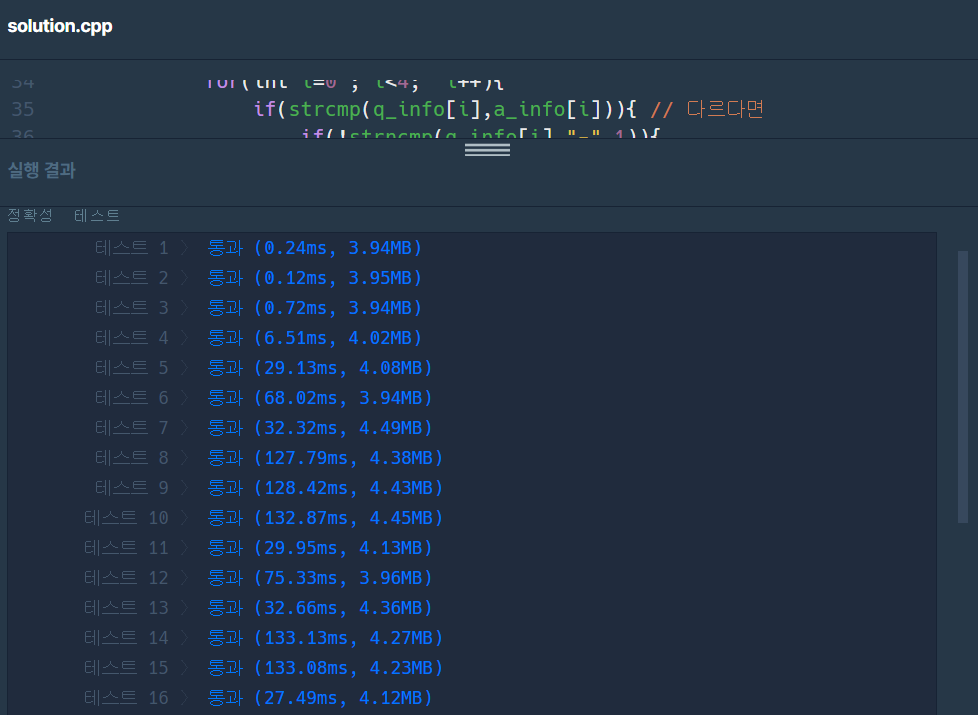 solution.cpp
34 for(int i=0 ; i<4; i++){
35 if(strcmp(q_info[i],a_info[i])){ // 다르다면
36 if(!strncmp(q_info[i],"-",1)){
실행 결과
정확성 테스트
테스트 1 〉 통과 (0.24ms, 3.94MB)
테스트 2 〉 통과 (0.12ms, 3.95MB)
테스트 3 〉 통과 (0.72ms, 3.94MB)
테스트 4 〉 통과 (6.51ms, 4.02MB)
테스트 5 〉 통과 (29.13ms, 4.08MB)
테스트 6 〉 통과 (68.02ms, 3.94MB)
테스트 7 〉 통과 (32.32ms, 4.49MB)
테스트 8 〉 통과 (127.79ms, 4.38MB)
테스트 9 〉 통과 (128.42ms, 4.43MB)
테스트 10 〉 통과 (132.87ms, 4.45MB)
테스트 11 〉 통과 (29.95ms, 4.13MB)
테스트 12 〉 통과 (75.33ms, 3.96MB)
테스트 13 〉 통과 (32.66ms, 4.36MB)
테스트 14 〉 통과 (133.13ms, 4.27MB)
테스트 15 〉 통과 (133.08ms, 4.23MB)
테스트 16 〉 통과 (27.49ms, 4.12MB)